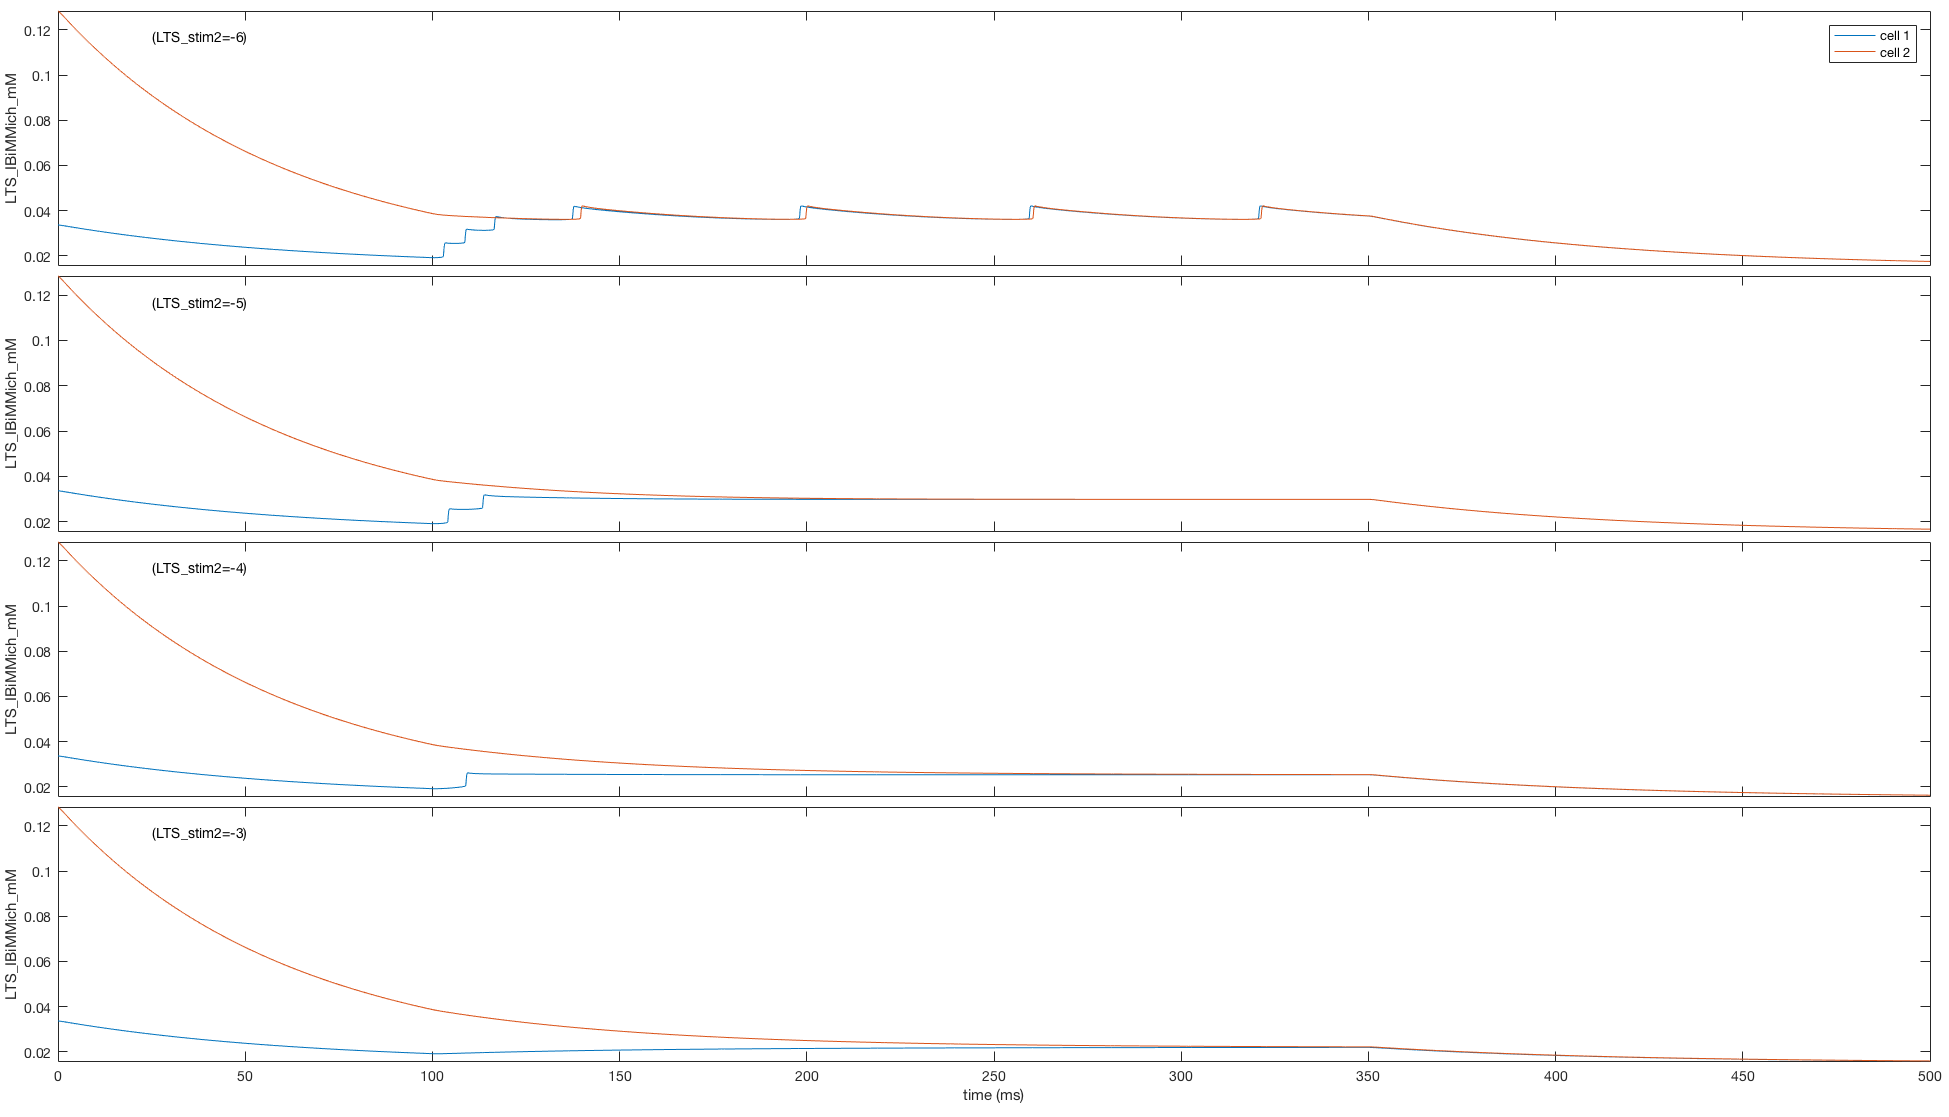 (LTS_stim2=-6)
cell 1
cell 2
LTS_IBiMMich_mM
0.12
0.1
0.08
0.06
0.04
0.02
(LTS_stim2=-5)
LTS_IBiMMich_mM
0.12
0.1
0.08
0.06
0.04
0.02
(LTS_stim2=-4)
LTS_IBiMMich_mM
0.12
0.1
0.08
0.06
0.04
0.02
(LTS_stim2=-3)
LTS_IBiMMich_mM
0.12
0.1
0.08
0.06
0.04
0.02
0 50 100 150 200 250 300 350 400 450 500
time (ms)